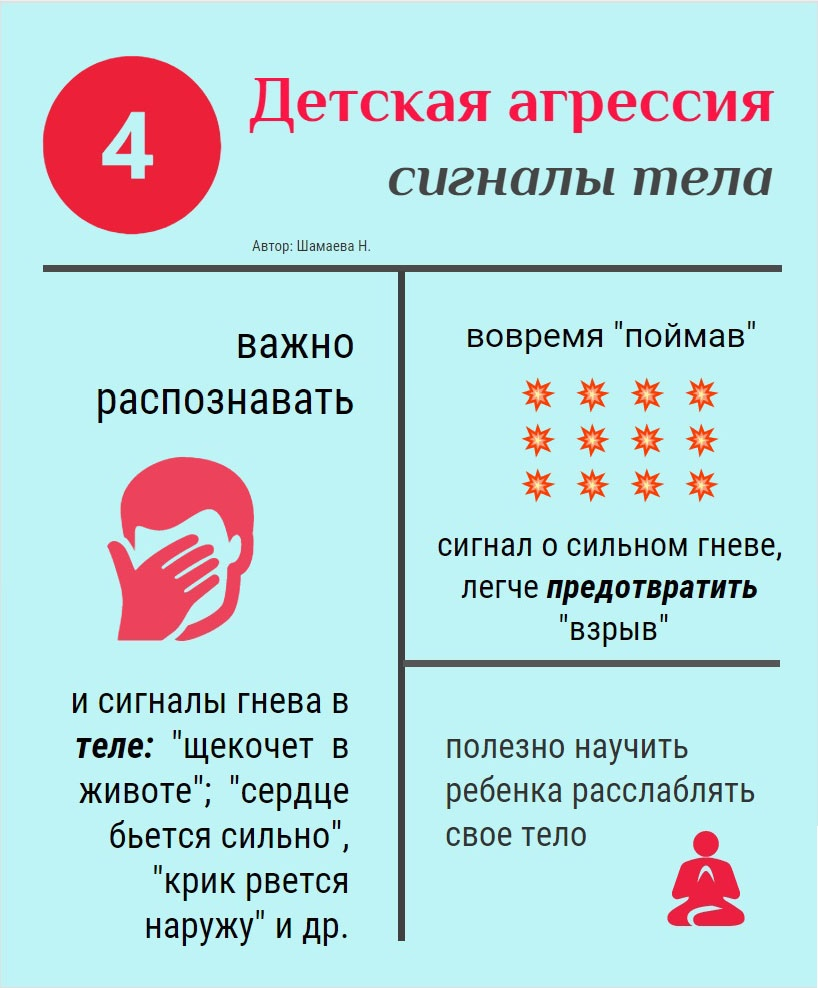 4
Детская агрессия
сигналы тела
Автор: Шамаева Н.
важно
распознавать
и сигналы гнева в
теле: "щекочет в
животе"; "сердце
бьется сильно",
"крик рвется
наружу" и др.
вовремя "поймав"
сигнал о сильном гневе,
легче предотвратить
"взрыв"
полезно научить
ребенка расслаблять
свое тело